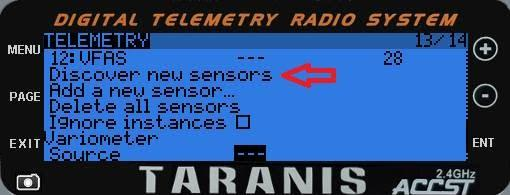 DIGITAL TELEMETRY RADIO SYSTEM
MENU
PAGE
EXIT
TELEMETRY 13/14
12:VFAS --- 28
Discover new sensors
Add a new sensor...
Delete all sensors
Ignore instances
Variometer
Source ---
ENT
TARANIS
2.4GHz
ACCST